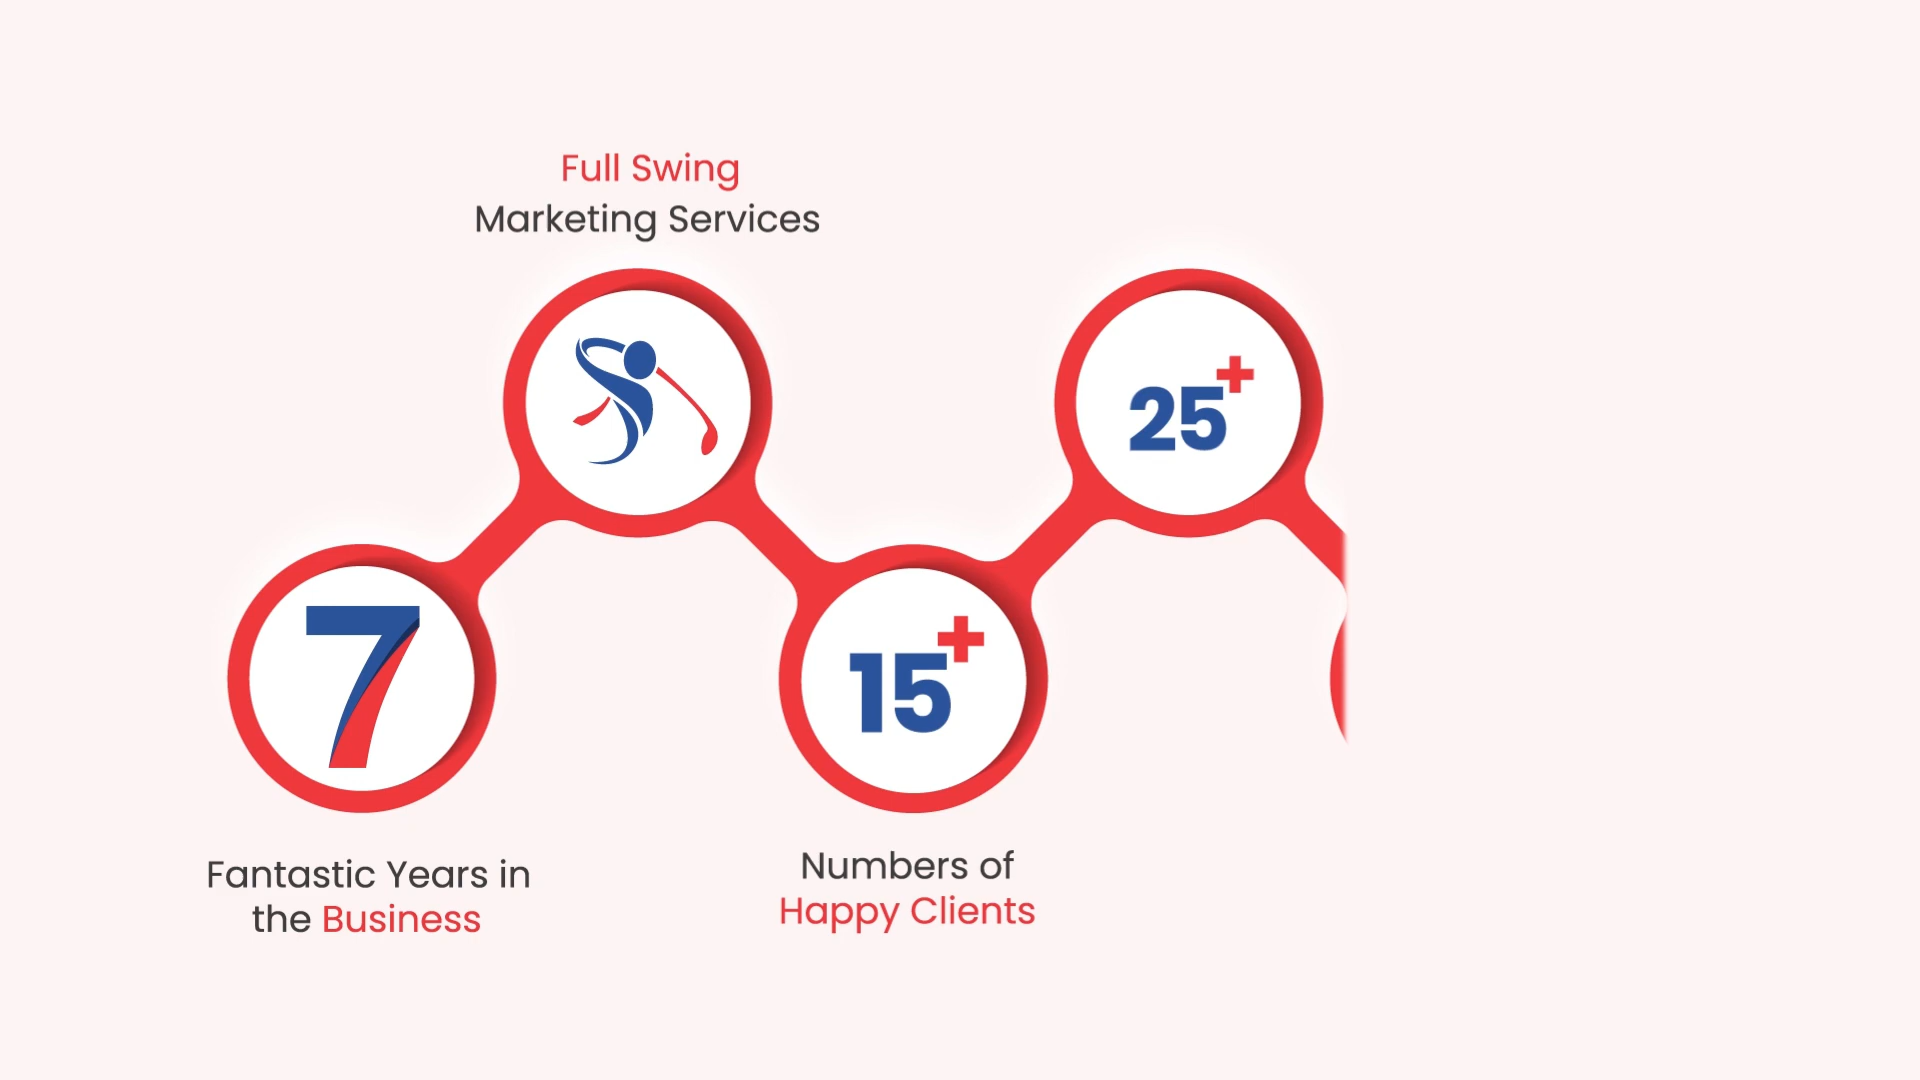 Full Swing
Marketing Services
25+
7
15+
Fantastic Years in
the Business
Numbers of
Happy Clients